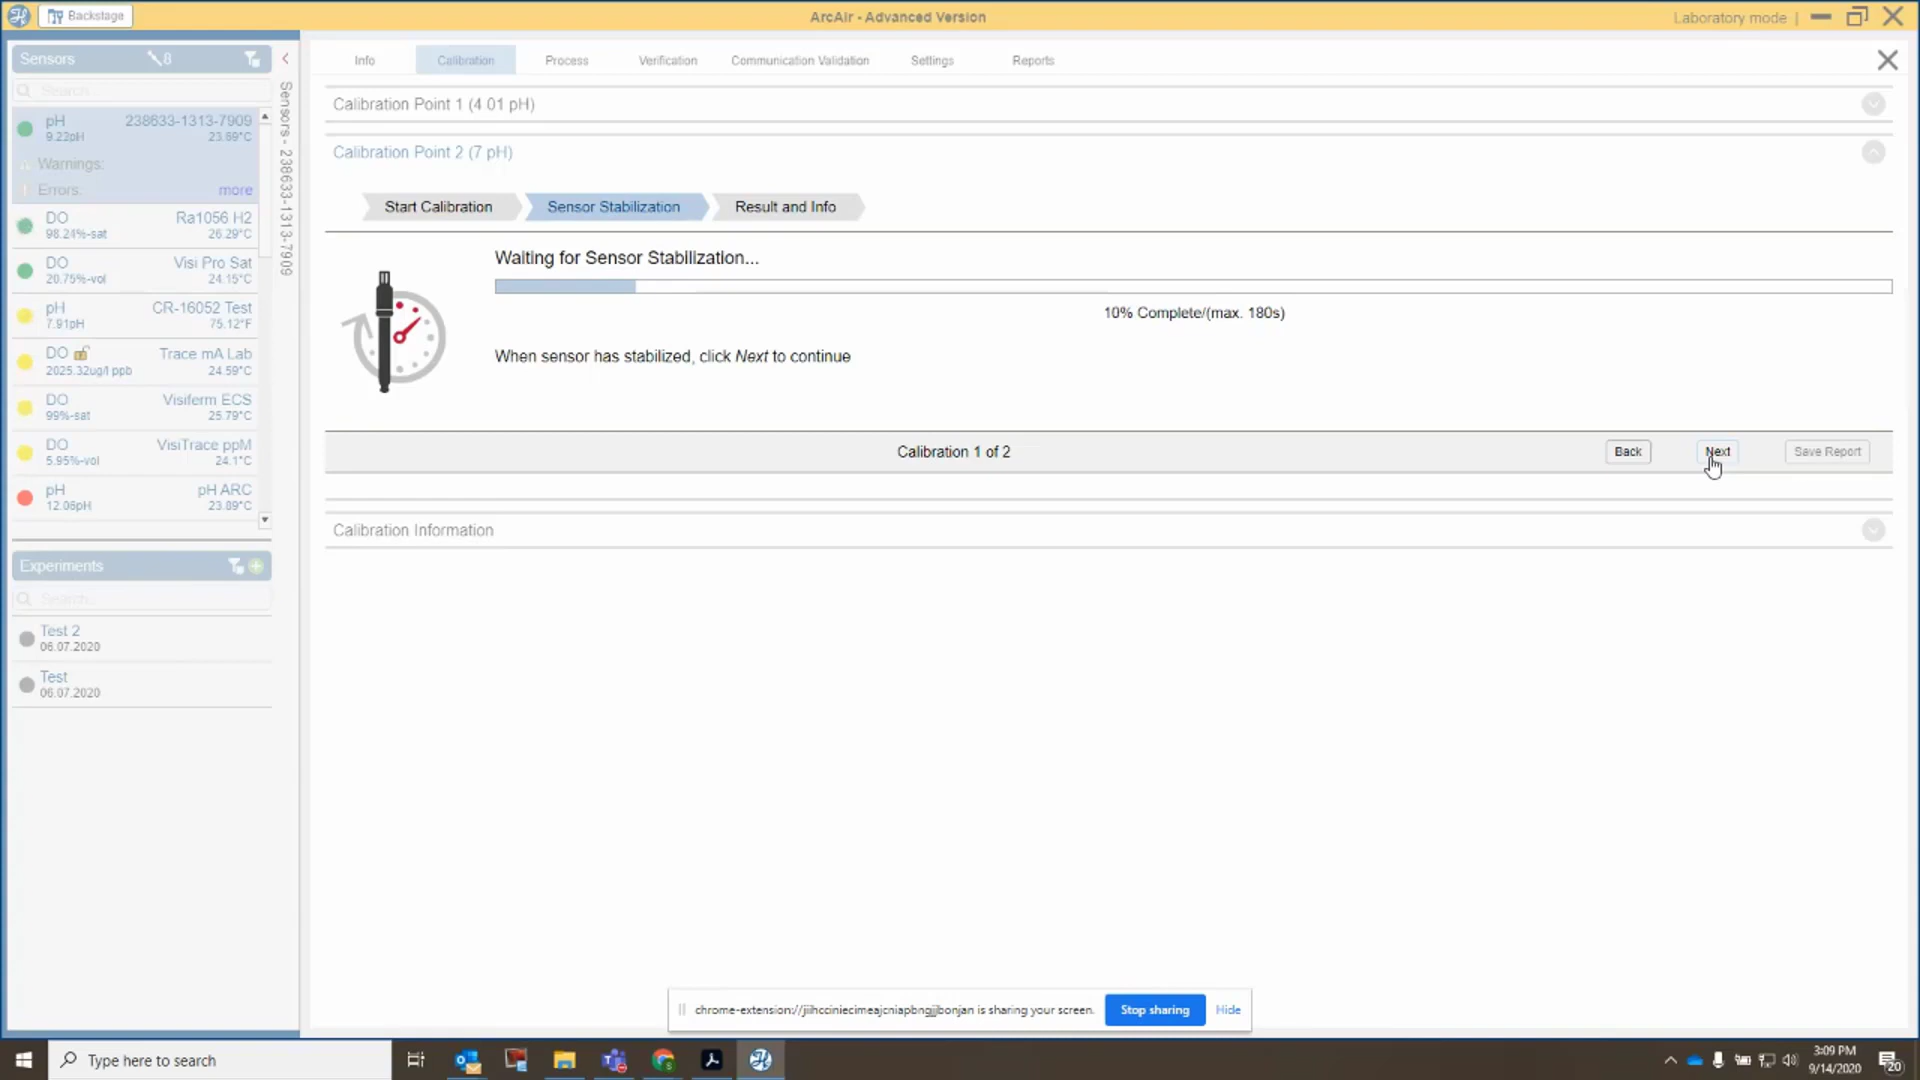 Backstage
ArcAir - Advanced Version
Laboratory mode
Sensors
8
Search
pH 238633-1313-7909
9.22pH 23.69°C
Warnings:
Errors: more
DO Ra1056 H2
98.24%-sat 26.29°C
DO Visi Pro Sat
20.75%-vol 24.15°C
pH CR-16052 Test
7.91pH 75.12°F
DO Trace mA Lab
2025.32ug/l ppb 24.59°C
DO Visiferm ECS
99%-sat 25.79°C
DO VisiTrace ppM
5.95%-vol 24.1°C
pH pH ARC
12.06pH 23.89°C
Experiments
Search...
Test 2
06.07.2020
Test
06.07.2020
Sensors - 238633-1313-7909
Info Calibration Process Verification Communication Validation Settings Reports
Calibration Point 1 (4 01 pH)
Calibration Point 2 (7 pH)
Start Calibration Sensor Stabilization Result and Info
Waiting for Sensor Stabilization...
10% Complete/(max. 180s)
When sensor has stabilized, click Next to continue
Calibration 1 of 2 Back Next Save Report
Calibration Information
chrome-extension://jiihcciniecimeajcniapbngjjbonjan is sharing your screen. Stop sharing Hide
Type here to search
3:09 PM
9/14/2020
20